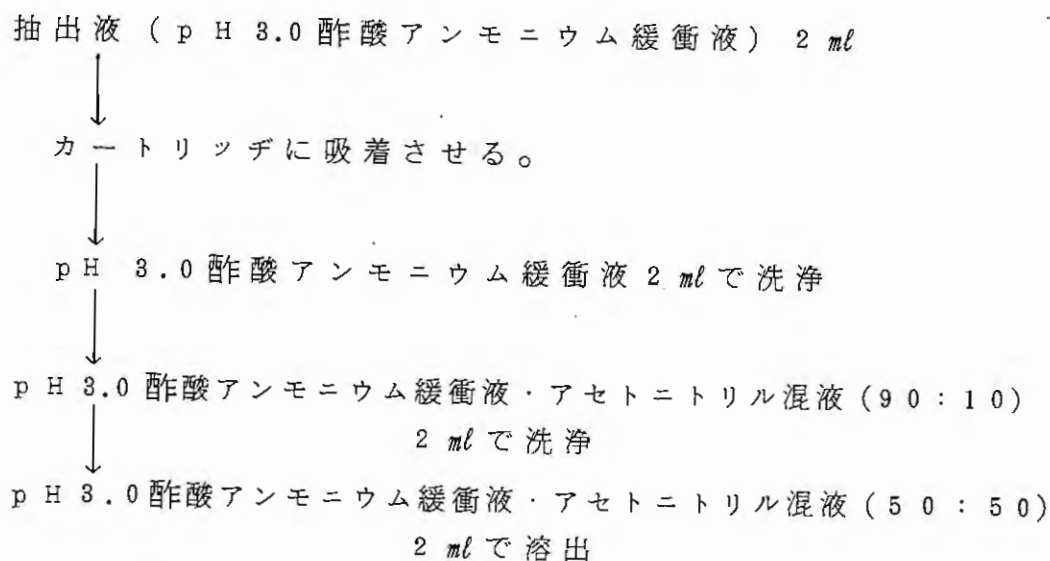 抽出液（pH 3.0酢酸アンモニウム緩衝液） 2 ml
カートリッヂに吸着させる。
pH 3.0酢酸アンモニウム緩衝液2 mlで洗浄
pH3.0酢酸アンモニウム緩衝液・アセトニトリル混液(90:10)
2 mlで洗浄
pH3.0酢酸アンモニウム緩衝液・アセトニトリル混液(50:50)
2 mlで溶出